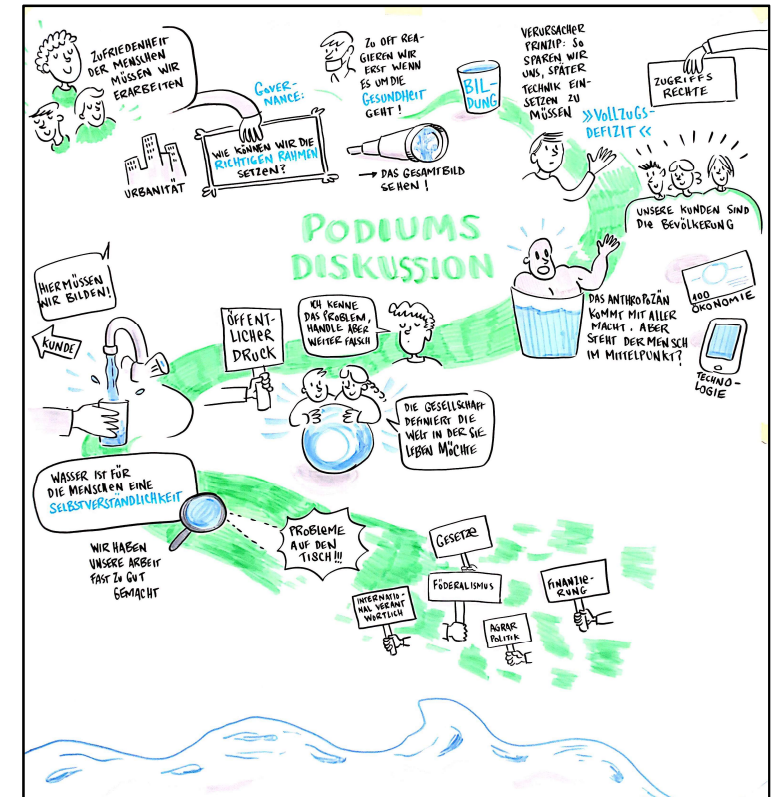 ZUFRIEDENHEIT
DER MENSCHEN
MÜSSEN WIR
ERARBEITEN
URBANITÄT
GOVER-
NANCE:
WIE KÖNNEN WIR DIE
RICHTIGEN RAHMEN
SETZEN?
ZU OFT REA-
GIEREN WIR
ERST WENN
ES UM DIE
GESUNDHEIT
GEHT!
→ DAS GESAMTBILD
SEHEN!
BIL-
DUNG
VERURSACHER
PRINZIP: SO
SPAREN WIR
UNS, SPÄTER
TECHNIK EIN-
SETZEN ZU
MÜSSEN
»VOLLZUGS-
DEFIZIT«
ZUGRIFFS
RECHTE
UNSERE KUNDEN SIND
DIE BEVÖLKERUNG
PODIUMS
DISKUSSION
DAS ANTHROPOZÄN
KOMMT MIT ALLER
MACHT. ABER
STEHT DER MENSCH
IM MITTELPUNKT?
100
ÖKONOMIE
TECHNO-
LOGIE
HIER MÜSSEN
WIR BILDEN!
KUNDE
ÖFFENT-
LICHER
DRUCK
ICH KENNE
DAS PROBLEM,
HANDLE ABER
WEITER FALSCH
DIE GESELLSCHAFT
DEFINIERT DIE
WELT IN DER SIE
LEBEN MÖCHTE
WASSER IST FÜR
DIE MENSCHEN EINE
SELBSTVERSTÄNDLICHKEIT
WIR HABEN
UNSERE ARBEIT
FAST ZU GUT
GEMACHT
PROBLEME
AUF DEN
TISCH!!!
GESETZE
FÖDERALISMUS
FINANZIE-
RUNG
INTERNATIO-
NAL VERANT
WORTLICH
AGRAR
POLITIK